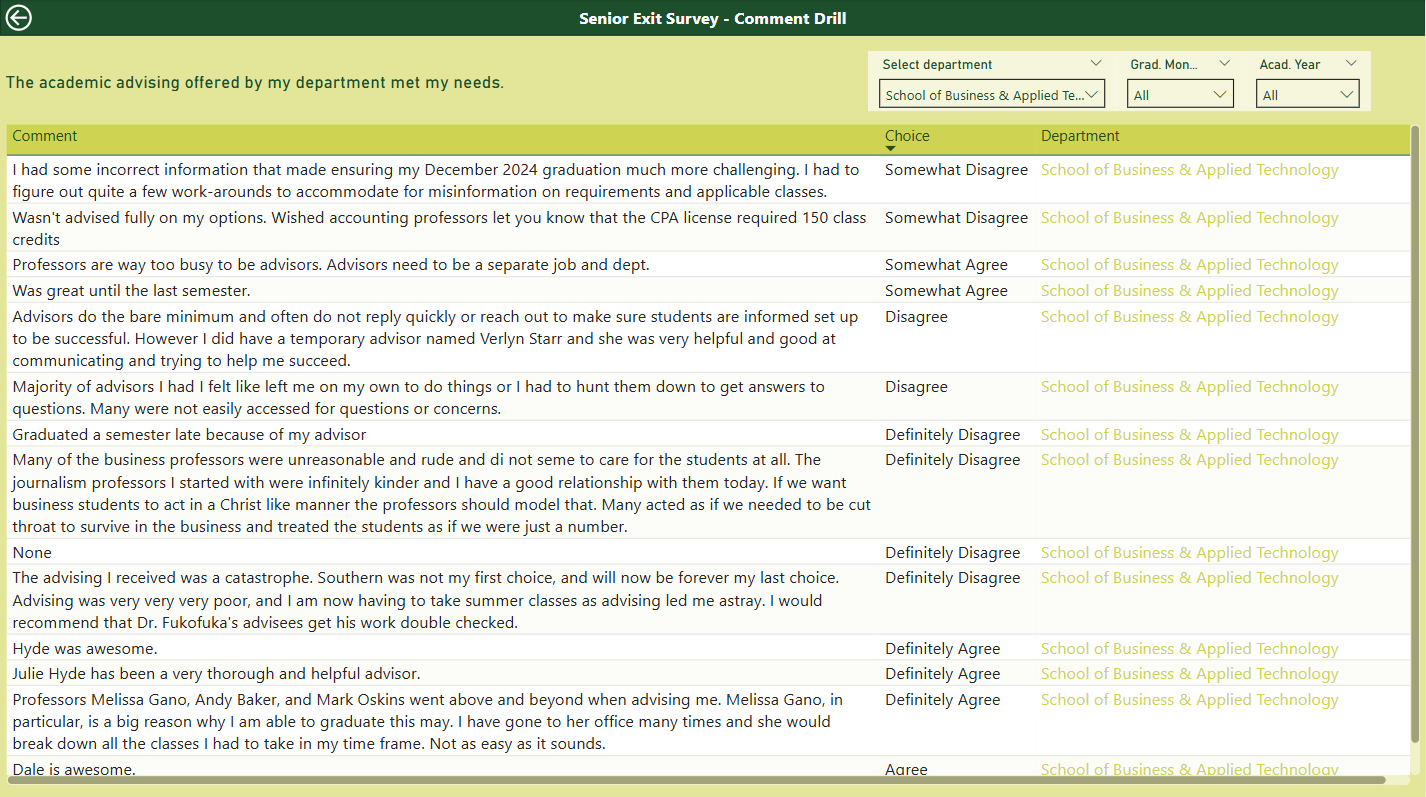 Senior Exit Survey - Comment Drill
The academic advising offered by my department met my needs.
Select department
Grad. Mon...
Acad. Year
School of Business & Applied Te...
All
All
Comment
Choice
Department
I had some incorrect information that made ensuring my December 2024 graduation much more challenging. I had to
figure out quite a few work-arounds to accommodate for misinformation on requirements and applicable classes.
Somewhat Disagree
School of Business & Applied Technology
Wasn't advised fully on my options. Wished accounting professors let you know that the CPA license required 150 class
credits
Somewhat Disagree
School of Business & Applied Technology
Professors are way too busy to be advisors. Advisors need to be a separate job and dept.
Somewhat Agree
School of Business & Applied Technology
Was great until the last semester.
Somewhat Agree
School of Business & Applied Technology
Advisors do the bare minimum and often do not reply quickly or reach out to make sure students are informed set up
to be successful. However I did have a temporary advisor named Verlyn Starr and she was very helpful and good at
communicating and trying to help me succeed.
Disagree
School of Business & Applied Technology
Majority of advisors I had I felt like left me on my own to do things or I had to hunt them down to get answers to
questions. Many were not easily accessed for questions or concerns.
Disagree
School of Business & Applied Technology
Graduated a semester late because of my advisor
Definitely Disagree
School of Business & Applied Technology
Many of the business professors were unreasonable and rude and di not seme to care for the students at all. The
journalism professors I started with were infinitely kinder and I have a good relationship with them today. If we want
business students to act in a Christ like manner the professors should model that. Many acted as if we needed to be cut
throat to survive in the business and treated the students as if we were just a number.
Definitely Disagree
School of Business & Applied Technology
None
Definitely Disagree
School of Business & Applied Technology
The advising I received was a catastrophe. Southern was not my first choice, and will now be forever my last choice.
Advising was very very very poor, and I am now having to take summer classes as advising led me astray. I would
recommend that Dr. Fukofuka's advisees get his work double checked.
Definitely Disagree
School of Business & Applied Technology
Hyde was awesome.
Definitely Agree
School of Business & Applied Technology
Julie Hyde has been a very thorough and helpful advisor.
Definitely Agree
School of Business & Applied Technology
Professors Melissa Gano, Andy Baker, and Mark Oskins went above and beyond when advising me. Melissa Gano, in
particular, is a big reason why I am able to graduate this may. I have gone to her office many times and she would
break down all the classes I had to take in my time frame. Not as easy as it sounds.
Definitely Agree
School of Business & Applied Technology
Dale is awesome.
Agree
School of Business & Applied Technology